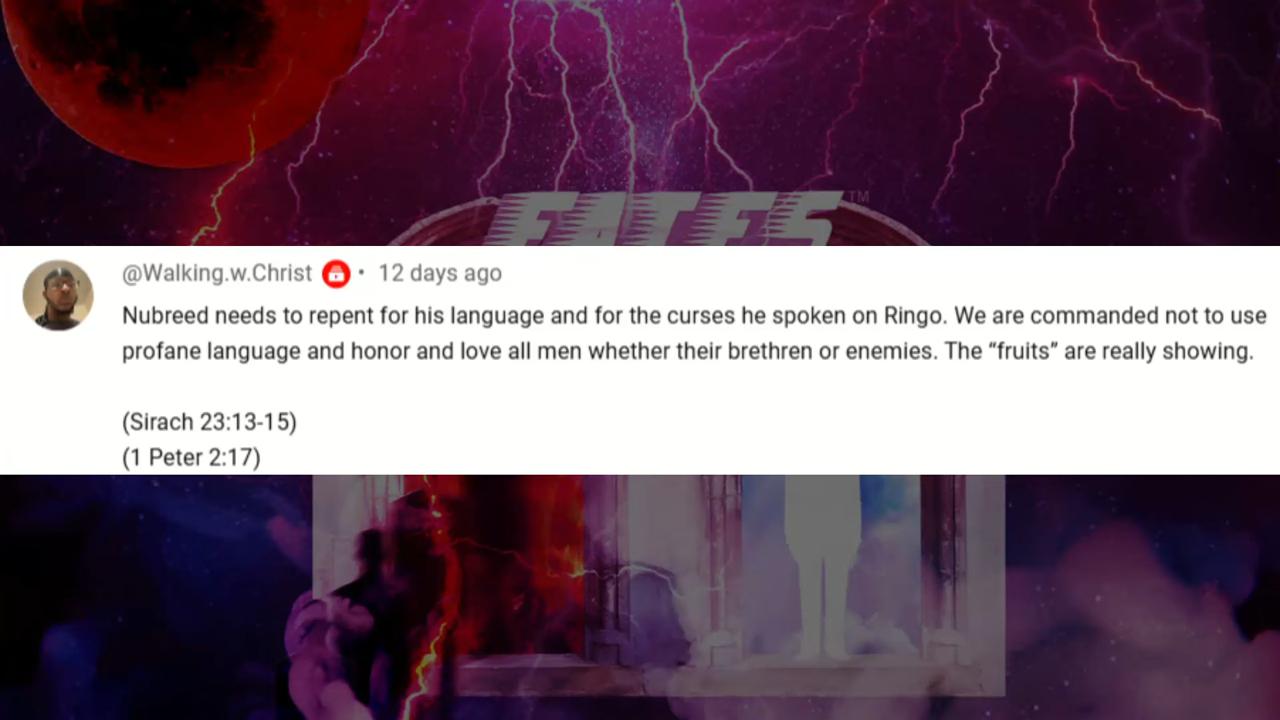 FATES™
@Walking.w.Christ • 12 days ago
Nubreed needs to repent for his language and for the curses he spoken on Ringo. We are commanded not to use
profane language and honor and love all men whether their brethren or enemies. The “fruits” are really showing.
(Sirach 23:13-15)
(1 Peter 2:17)